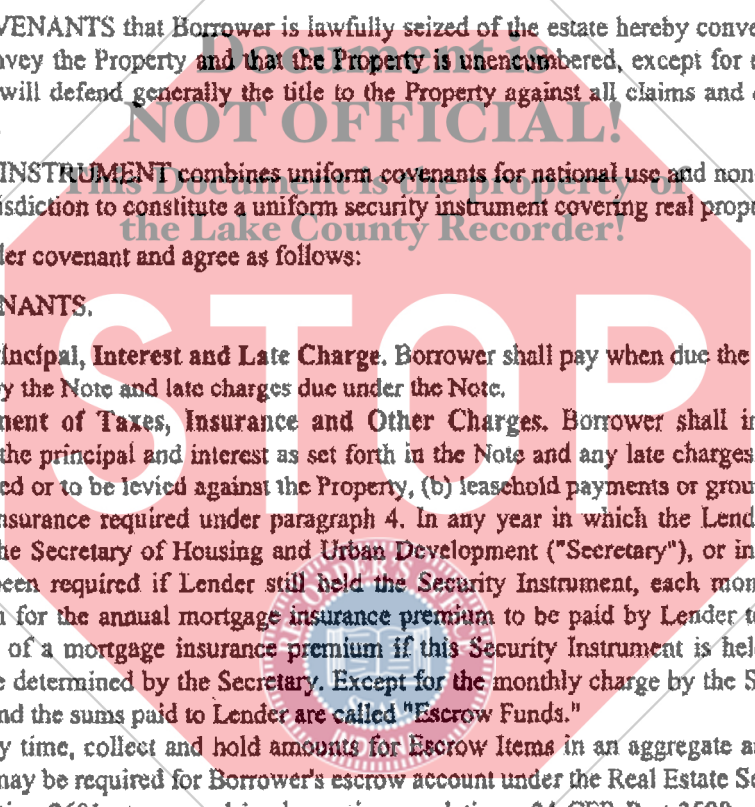 VENANTS that Borrower is lawfully seized of the estate hereby conve
nvey the Property and that the Property is unencumbered, except for
Document is
will defend generally the title to the Property against all claims and
NOT OFFICIAL!
INSTRUMENT combines uniform covenants for national use and non
This Document is the property of
isdiction to constitute a uniform security instrument covering real prop
the Lake County Recorder!
der covenant and agree as follows:
NANTS.
STOP
incipal, Interest and Late Charge. Borrower shall pay when due the
y the Note and late charges due under the Note.
ment of Taxes, Insurance and Other Charges. Borrower shall in
the principal and interest as set forth in the Note and any late charges
ed or to be levied against the Property, (b) leasehold payments or grou
nsurance required under paragraph 4. In any year in which the Lend
he Secretary of Housing and Urban Development ("Secretary"), or in
been required if Lender still held the Security Instrument, each mon
n for the annual mortgage insurance premium to be paid by Lender t
of a mortgage insurance premium if this Security Instrument is hel
e determined by the Secretary. Except for the monthly charge by the S
nd the sums paid to Lender are called "Escrow Funds."
SEAL
y time, collect and hold amounts for Escrow Items in an aggregate a
may be required for Borrower's escrow account under the Real Estate S